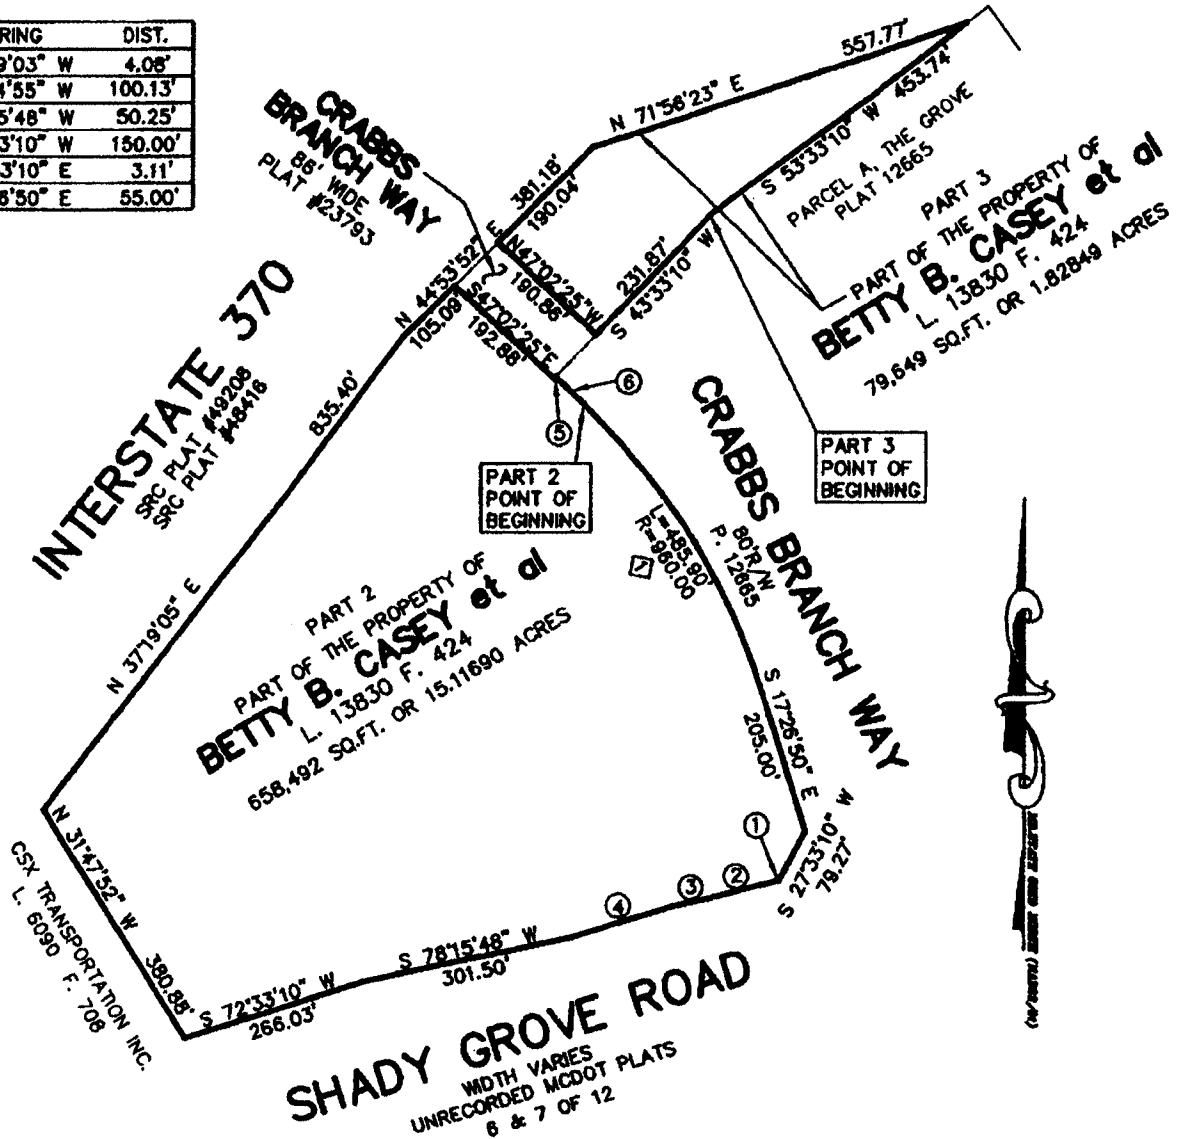 RING DIST.
9'03" W 4.08'
4'55" W 100.13'
5'48" W 50.25'
3'10" W 150.00'
3'10" E 3.11'
6'50" E 55.00'
CRABBS
BRANCH WAY
PLAT #23793
INTERSTATE 370
SRC PLAT #49208
SRC PLAT #48416
N 71°56'23" E
557.77'
S 53°33'10" W 453.74'
PARCEL A, THE GROVE
PLAT 12665
PART 3
PART OF THE PROPERTY OF
BETTY B. CASEY et al
L. 13830 F. 424
79,649 SQ.FT. OR 1.82849 ACRES
381.18'
190.04'
N 44°53'52" E
105.09'
N47°02'25"W
190.86'
231.87'
S 43°33'10" W
S47°02'25"E
192.88'
835.40'
N 37°19'05" E
6
5
PART 2
POINT OF
BEGINNING
PART 3
POINT OF
BEGINNING
CRABBS BRANCH WAY
80'R/W
P. 12665
L=485.90'
R=960.00
PART 2
PART OF THE PROPERTY OF
BETTY B. CASEY et al
L. 13830 F. 424
658,492 SQ.FT. OR 15.11690 ACRES
S 17°26'50" E
205.00'
1
2
3
4
S 27°33'10" W
79.27'
N 31°47'52" W
380.88'
CSX TRANSPORTATION INC.
L. 6090 F. 708
S 72°33'10" W
266.03'
S 78°15'48" W
301.50'
SHADY GROVE ROAD
WIDTH VARIES
UNRECORDED MCDOT PLATS
6 & 7 OF 12